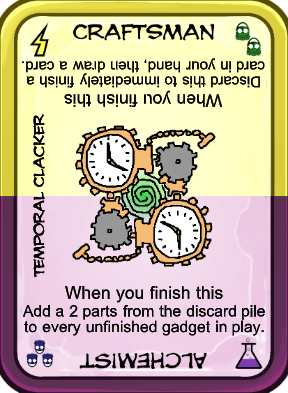 CRAFTSMAN
Discard this to immediately finish a
card in your hand, then draw a card.
When you finish this
TEMPORAL CLACKER
When you finish this
Add a 2 parts from the discard pile
to every unfinished gadget in play.
ALCHEMIST